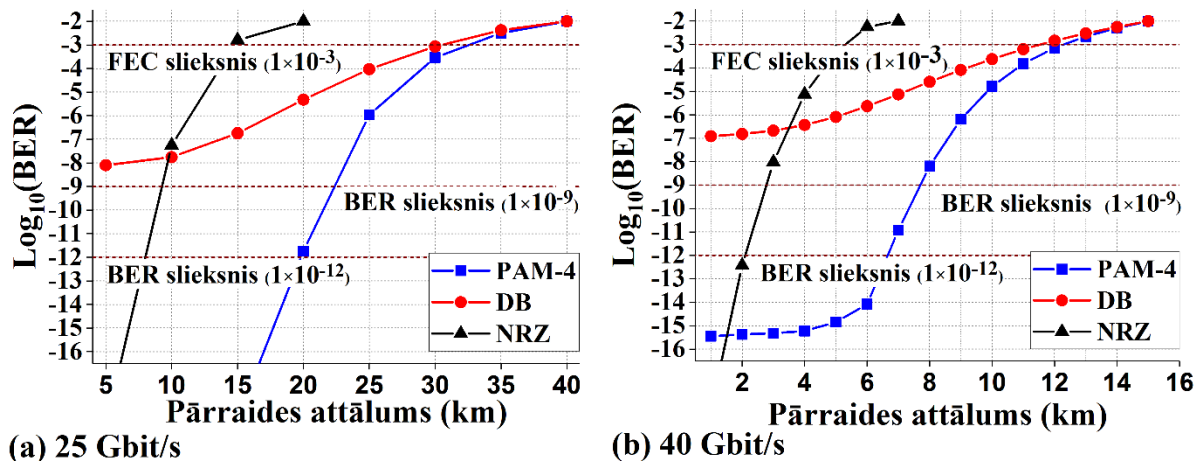 Log10(BER)
-2
-3
-4
-5
-6
-7
-8
-9
-10
-11
-12
-13
-14
-15
-16
FEC slieksnis (1×10-3)
BER slieksnis (1×10-9)
BER slieksnis (1×10-12)
PAM-4
DB
NRZ
5 10 15 20 25 30 35 40
Pārraides attālums (km)
(a) 25 Gbit/s
Log10(BER)
-2
-3
-4
-5
-6
-7
-8
-9
-10
-11
-12
-13
-14
-15
-16
FEC slieksnis (1×10-3)
BER slieksnis (1×10-9)
BER slieksnis (1×10-12)
PAM-4
DB
NRZ
2 4 6 8 10 12 14 16
Pārraides attālums (km)
(b) 40 Gbit/s